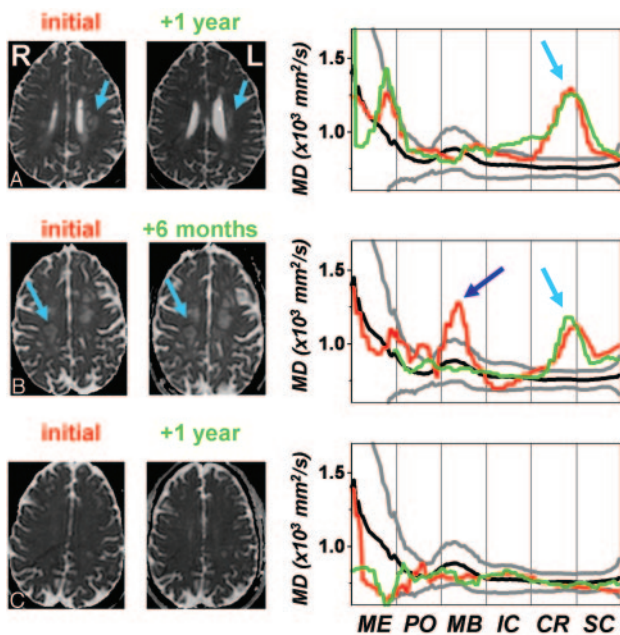 initial +1 year
R L
A
MD (x10³ mm²/s)
1.5
1.0
initial +6 months
B
MD (x10³ mm²/s)
1.5
1.0
initial +1 year
C
MD (x10³ mm²/s)
1.5
1.0
ME PO MB IC CR SC